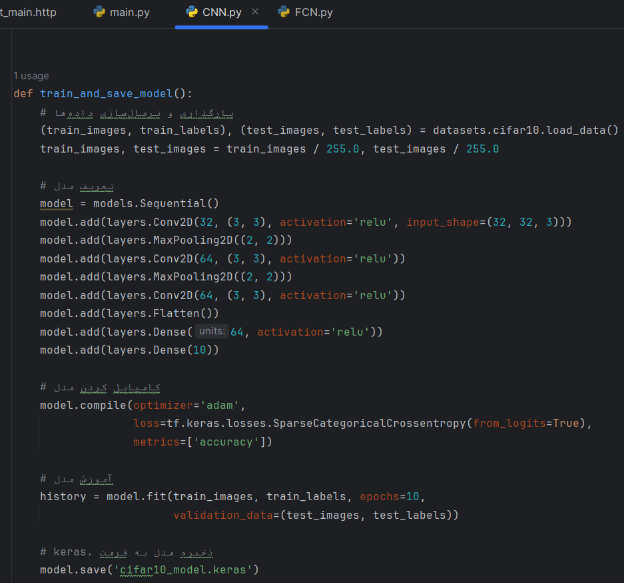 t_main.http main.py CNN.py FCN.py
1 usage
def train_and_save_model():
# بارگذاری و نرمال‌سازی داده‌ها
(train_images, train_labels), (test_images, test_labels) = datasets.cifar10.load_data()
train_images, test_images = train_images / 255.0, test_images / 255.0
# تعریف مدل
model = models.Sequential()
model.add(layers.Conv2D(32, (3, 3), activation='relu', input_shape=(32, 32, 3)))
model.add(layers.MaxPooling2D((2, 2)))
model.add(layers.Conv2D(64, (3, 3), activation='relu'))
model.add(layers.MaxPooling2D((2, 2)))
model.add(layers.Conv2D(64, (3, 3), activation='relu'))
model.add(layers.Flatten())
model.add(layers.Dense( units: 64, activation='relu'))
model.add(layers.Dense(10))
# کامپایل کردن مدل
model.compile(optimizer='adam',
loss=tf.keras.losses.SparseCategoricalCrossentropy(from_logits=True),
metrics=['accuracy'])
# آموزش مدل
history = model.fit(train_images, train_labels, epochs=10,
validation_data=(test_images, test_labels))
# ذخیره مدل به فرمت .keras
model.save('cifar10_model.keras')